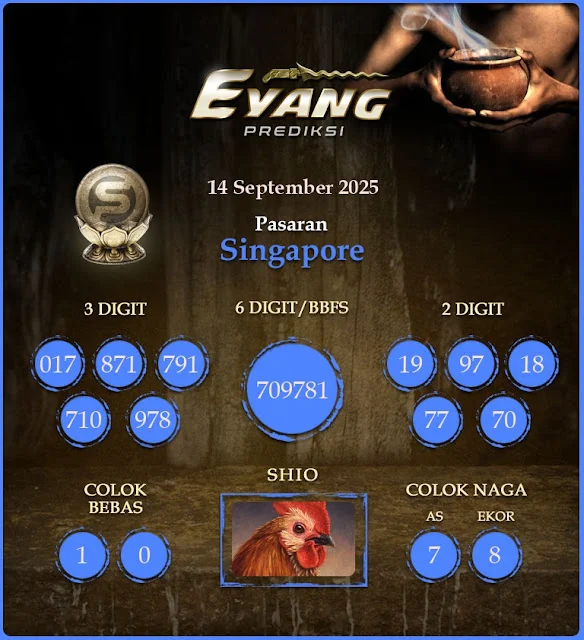 EYANG
PREDIKSI
14 September 2025
Pasaran
Singapore
3 DIGIT
017 871 791
710 978
6 DIGIT/BBFS
709781
2 DIGIT
19 97 18
77 70
COLOK
BEBAS
1 0
SHIO
COLOK NAGA
AS EKOR
7 8